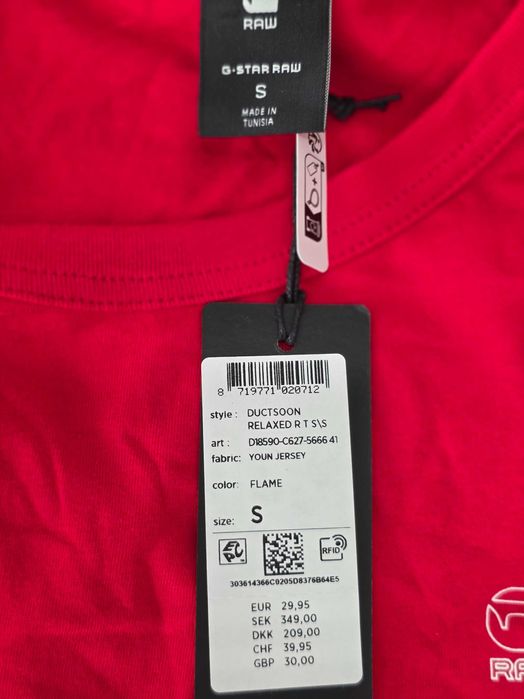 RAW
G-STAR RAW
S
MADE IN
TUNISIA
8 719771 020712
style : DUCTSOON
RELAXED R T S\S
art : D18590-C627-5666 41
fabric: YOUN JERSEY
color: FLAME
size: S
EPC
RFID
303614366C0205D8376B64E5
EUR 29,95
SEK 349,00
DKK 209,00
CHF 39,95
GBP 30,00